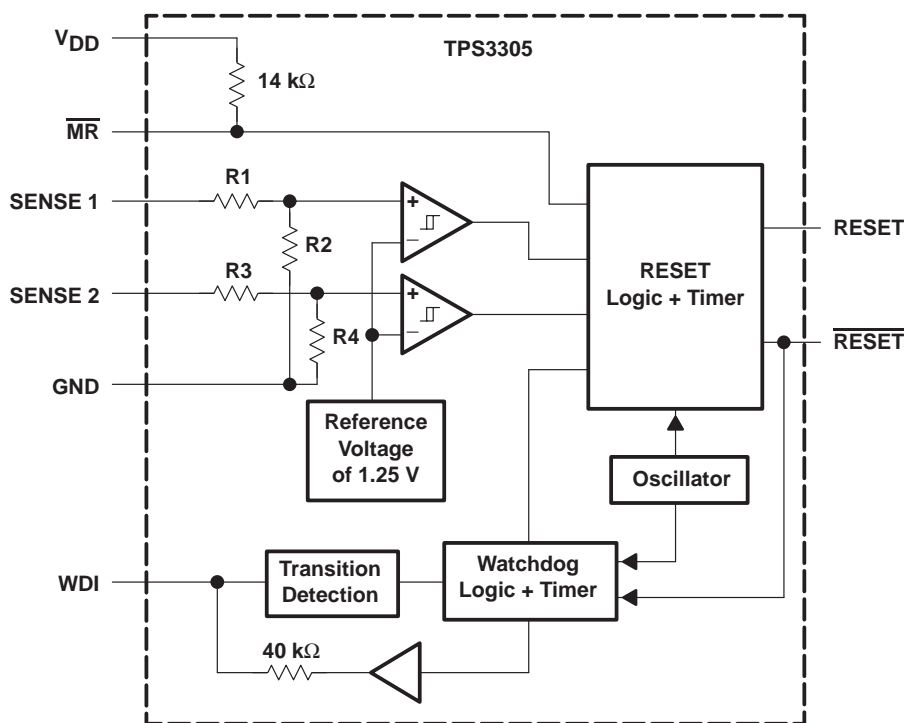 TPS3305
VDD
14 kΩ
MR
SENSE 1
R1
R2
SENSE 2
R3
R4
GND
+
−
+
−
Reference
Voltage
of 1.25 V
RESET
Logic + Timer
RESET
RESET
Oscillator
WDI
Transition
Detection
Watchdog
Logic + Timer
40 kΩ